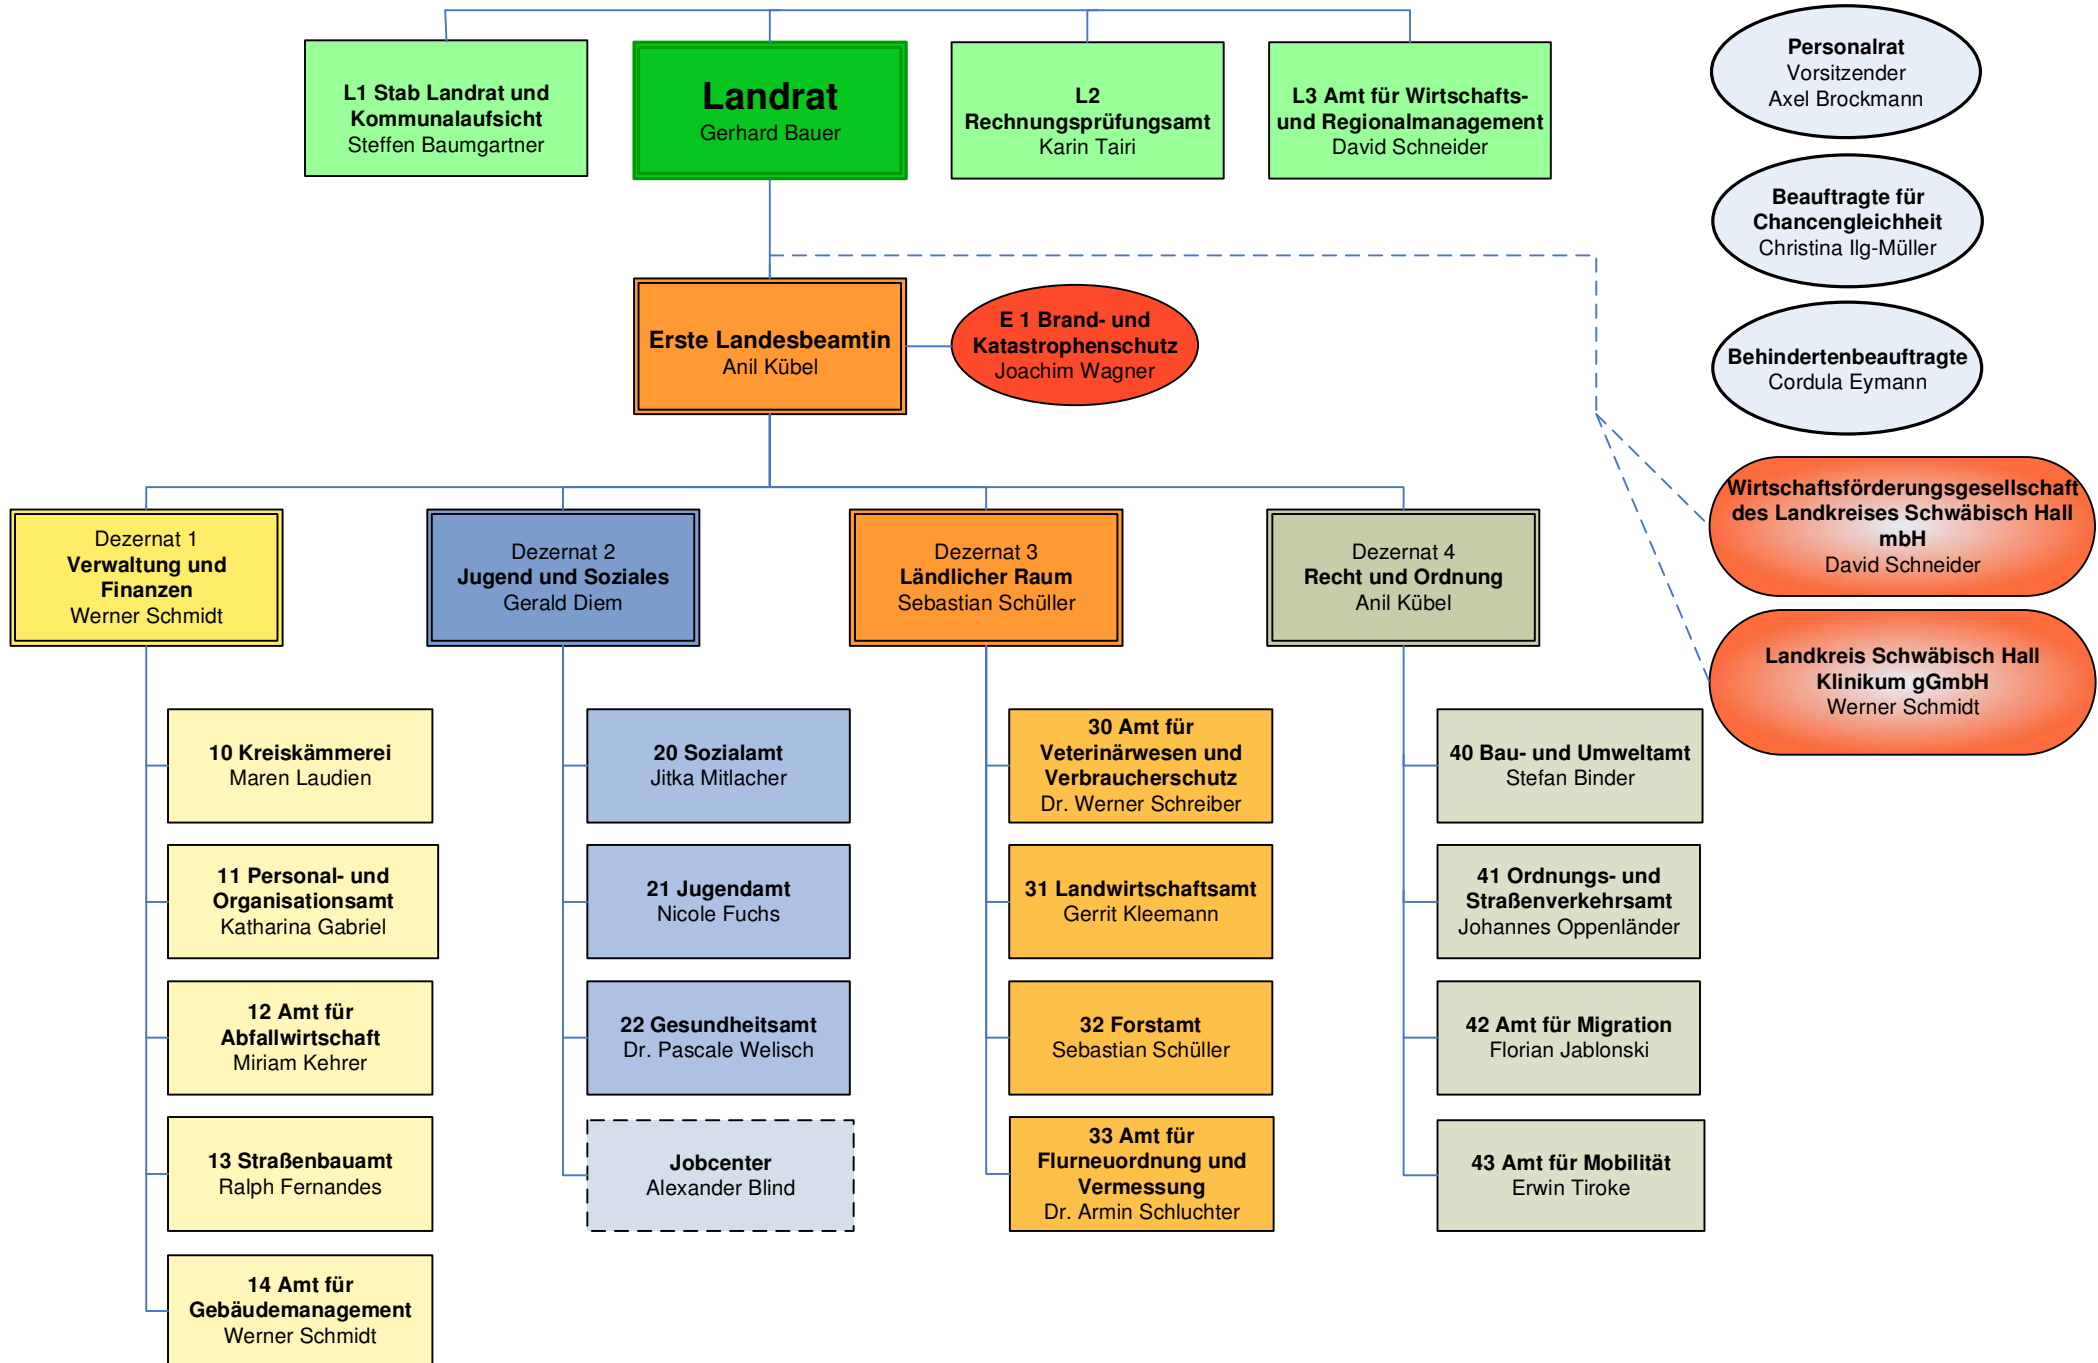 L1 Stab Landrat und
Kommunalaufsicht
Steffen Baumgartner
Landrat
Gerhard Bauer
L2
Rechnungsprüfungsamt
Karin Tairi
L3 Amt für Wirtschafts-
und Regionalmanagement
David Schneider
Personalrat
Vorsitzender
Axel Brockmann
Beauftragte für
Chancengleichheit
Christina Ilg-Müller
Erste Landesbeamtin
Anil Kübel
E 1 Brand- und
Katastrophenschutz
Joachim Wagner
Behindertenbeauftragte
Cordula Eymann
Wirtschaftsförderungsgesellschaft
des Landkreises Schwäbisch Hall
mbH
David Schneider
Landkreis Schwäbisch Hall
Klinikum gGmbH
Werner Schmidt
Dezernat 1
Verwaltung und
Finanzen
Werner Schmidt
Dezernat 2
Jugend und Soziales
Gerald Diem
Dezernat 3
Ländlicher Raum
Sebastian Schüller
Dezernat 4
Recht und Ordnung
Anil Kübel
10 Kreiskämmerei
Maren Laudien
11 Personal- und
Organisationsamt
Katharina Gabriel
12 Amt für
Abfallwirtschaft
Miriam Kehrer
13 Straßenbauamt
Ralph Fernandes
14 Amt für
Gebäudemanagement
Werner Schmidt
20 Sozialamt
Jitka Mitlacher
21 Jugendamt
Nicole Fuchs
22 Gesundheitsamt
Dr. Pascale Welisch
Jobcenter
Alexander Blind
30 Amt für
Veterinärwesen und
Verbraucherschutz
Dr. Werner Schreiber
31 Landwirtschaftsamt
Gerrit Kleemann
32 Forstamt
Sebastian Schüller
33 Amt für
Flurneuordnung und
Vermessung
Dr. Armin Schluchter
40 Bau- und Umweltamt
Stefan Binder
41 Ordnungs- und
Straßenverkehrsamt
Johannes Oppenländer
42 Amt für Migration
Florian Jablonski
43 Amt für Mobilität
Erwin Tiroke